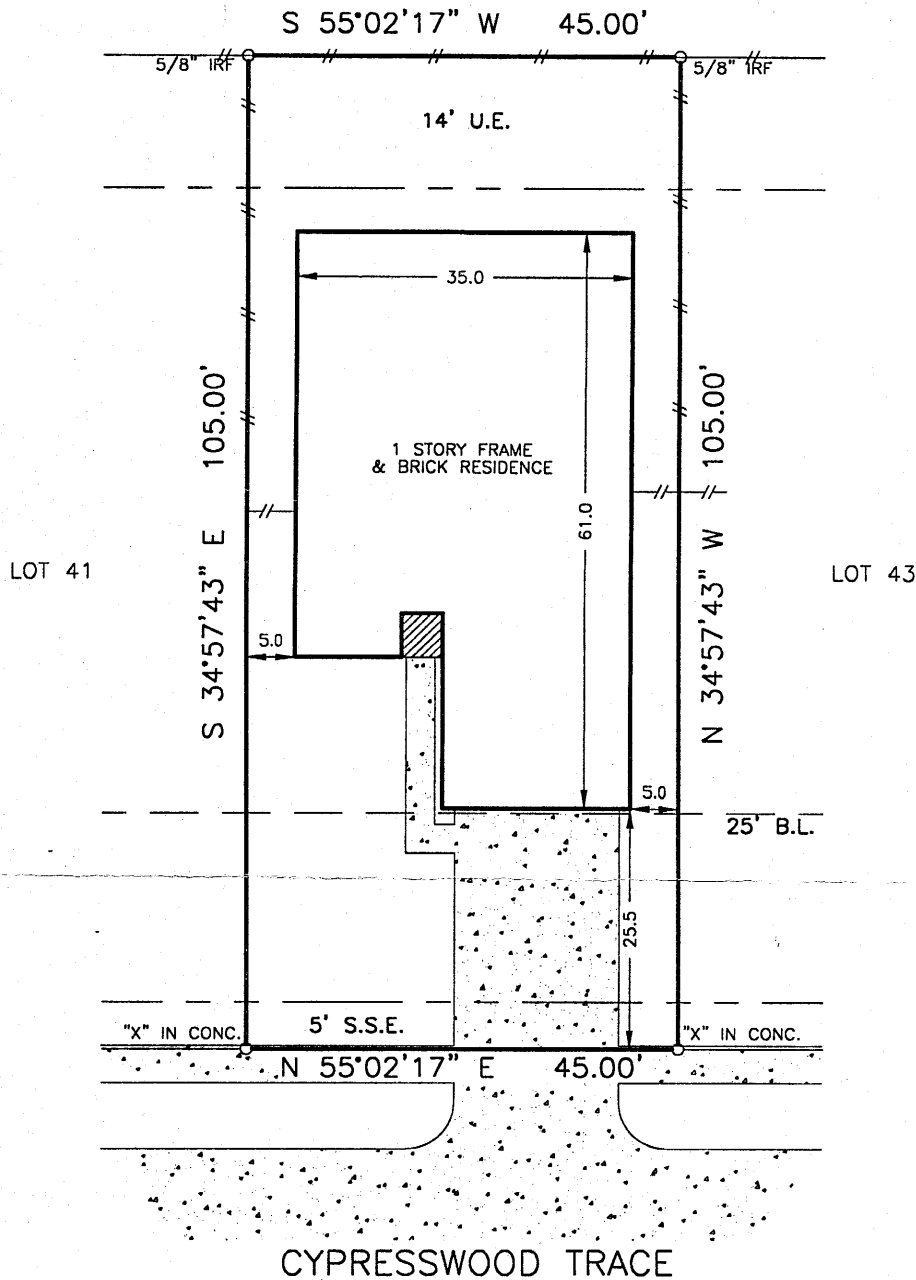 S 55°02'17" W 45.00'
5/8" IRF
5/8" IRF
14' U.E.
35.0
1 STORY FRAME
& BRICK RESIDENCE
61.0
S 34°57'43" E 105.00'
N 34°57'43" W 105.00'
LOT 41
LOT 43
5.0
5.0
25' B.L.
25.5
5' S.S.E.
"X" IN CONC.
"X" IN CONC.
N 55°02'17" E 45.00'
CYPRESSWOOD TRACE